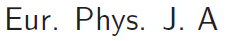 Eur. Phys. J. A